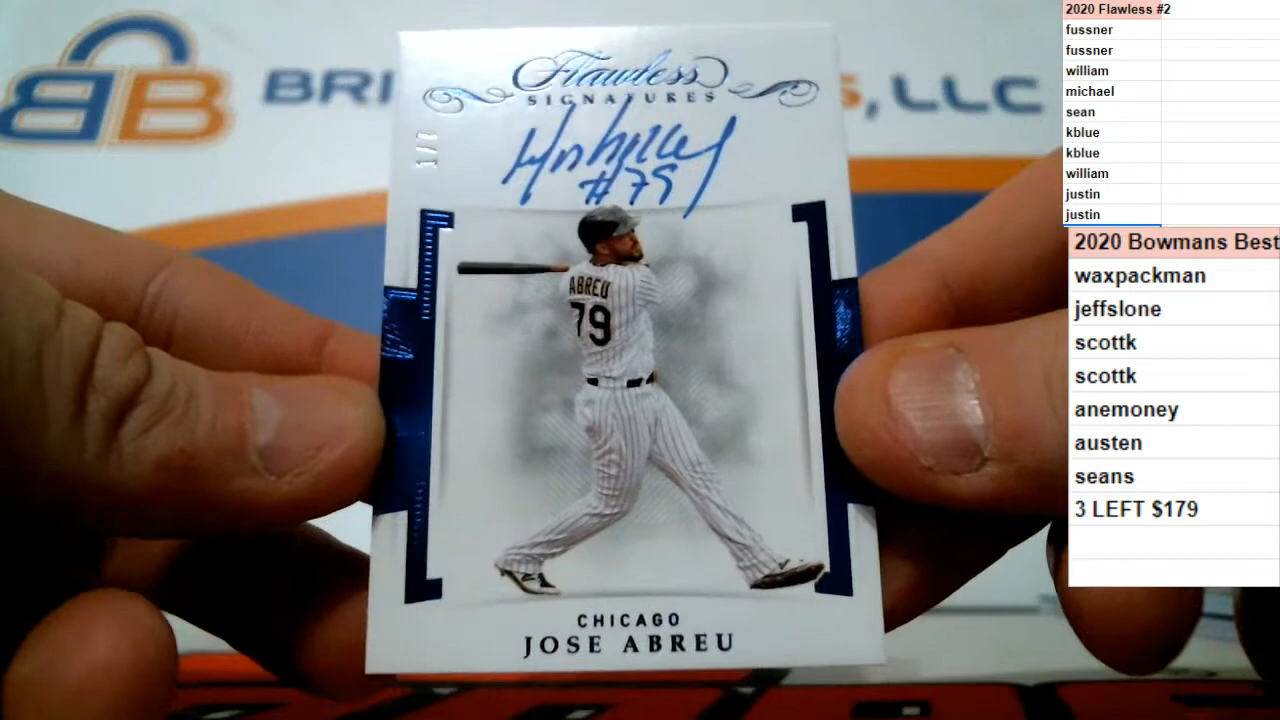 BB
BRI
S, LLC
Flawless
SIGNATURES
#79
ABREU
79
CHICAGO
JOSE ABREU
2020 Flawless #2
fussner
fussner
william
michael
sean
kblue
kblue
william
justin
justin
2020 Bowmans Best
waxpackman
jeffslone
scottk
scottk
anemoney
austen
seans
3 LEFT $179